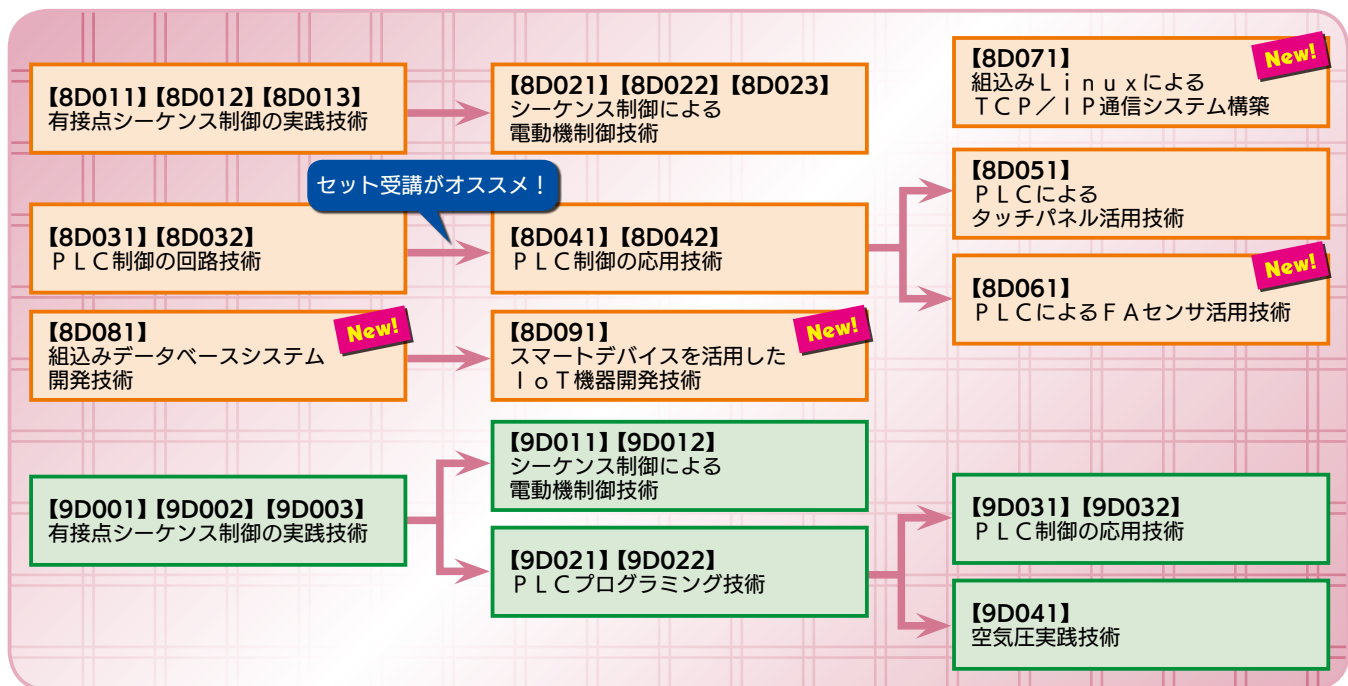 【8D011】【8D012】【8D013】
有接点シーケンス制御の実践技術
【8D021】【8D022】【8D023】
シーケンス制御による
電動機制御技術
New!
【8D071】
組込みＬｉｎｕｘによる
ＴＣＰ／ＩＰ通信システム構築
セット受講がオススメ！
【8D031】【8D032】
ＰＬＣ制御の回路技術
【8D041】【8D042】
ＰＬＣ制御の応用技術
【8D051】
ＰＬＣによる
タッチパネル活用技術
New!
【8D061】
ＰＬＣによるＦＡセンサ活用技術
New!
【8D081】
組込みデータベースシステム
開発技術
New!
【8D091】
スマートデバイスを活用した
ＩｏＴ機器開発技術
【9D001】【9D002】【9D003】
有接点シーケンス制御の実践技術
【9D011】【9D012】
シーケンス制御による
電動機制御技術
【9D021】【9D022】
ＰＬＣプログラミング技術
【9D031】【9D032】
ＰＬＣ制御の応用技術
【9D041】
空気圧実践技術